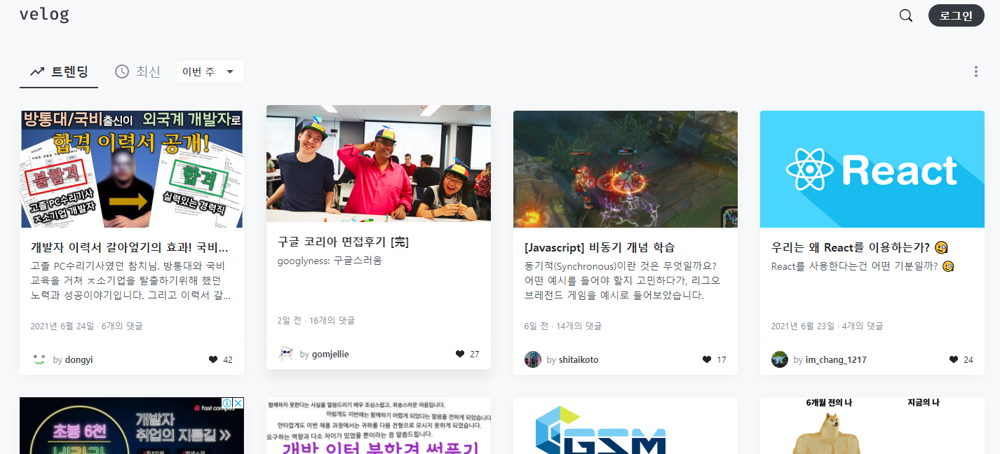 velog
로그인
트렌딩
최신
이번 주
방통대/국비출신이 외국계 개발자로
합격 이력서 공개!
불합격
합격
고졸 PC수리기사
ㅈ소기업 개발자
실력있는 경력직
개발자 이력서 갈아엎기의 효과! 국비...
고졸 PC수리기사였던 참치님. 방통대와 국비
교육을 거쳐 ㅈ소기업을 탈출하기위해 했던
노력과 성공이야기입니다. 그리고 이력서 갈...
2021년 6월 24일 · 6개의 댓글
by dongyi
42
구글 코리아 면접후기 [完]
googlyness: 구글스러움
2일 전 · 16개의 댓글
by gomjellie
27
[Javascript] 비동기 개념 학습
동기적(Synchronous)이란 것은 무엇일까요?
어떤 예시를 들어야 할지 고민하다가, 리그오
브레전드 게임을 예시로 들어보았습니다.
6일 전 · 14개의 댓글
by shitaikoto
17
React
우리는 왜 React를 이용하는가? 🧐
React를 사용한다는건 어떤 기분일까? 🧐
2021년 6월 23일 · 4개의 댓글
by im_chang_1217
24
fast campus
초봉 6천
개발자
취업의 지름길 >>
함께하지 못한다는 사실을 말씀드리기 매우 조심스럽고, 죄송스러운 마음입니다.
아쉽게도 이번에는 함께하기 어렵게 되었다는 말씀을 전하게 되었습니다.
안타깝게도 이번 채용 과정에서는 귀하를 다음 전형으로 모시지 못하게 되었습니다.
요구하는 역량과 다소 차이가 있었을 뿐이라는 점 말씀드립니다.
GSM
6개월 전의 나
지금의 나